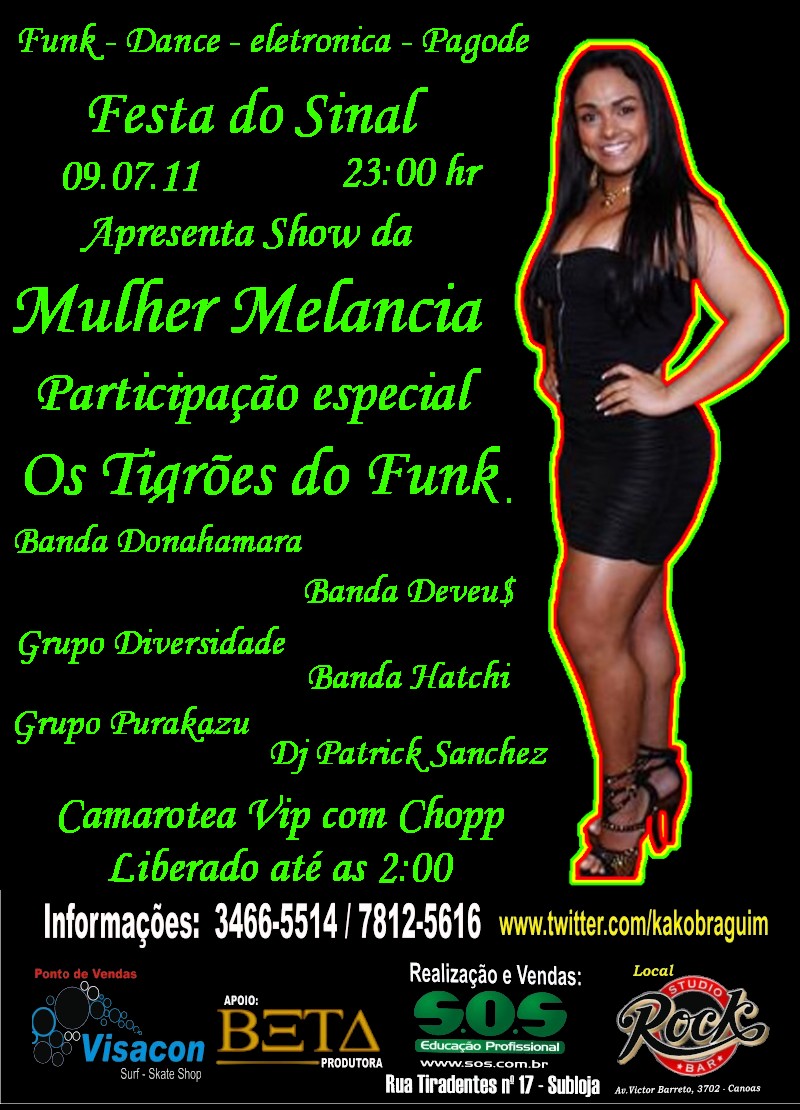 Funk - Dance - eletronica - Pagode
Festa do Sinal
09.07.11 23:00 hr
Apresenta Show da
Mulher Melancia
Participação especial
Os Tigrões do Funk.
Banda Donahamara
Banda Deveu$
Grupo Diversidade
Banda Hatchi
Grupo Purakazu
Dj Patrick Sanchez
Camarotea Vip com Chopp
Liberado até as 2:00
Informações: 3466-5514 / 7812-5616 www.twitter.com/kakobraguim
Ponto de Vendas
Visacon
Surf - Skate Shop
APOIO:
BETA
PRODUTORA
Realização e Vendas:
S.O.S
Educação Profissional
www.sos.com.br
Rua Tiradentes nº 17 - Subloja
Local
STUDIO
Rock
BAR
Av.Victor Barreto, 3702 - Canoas